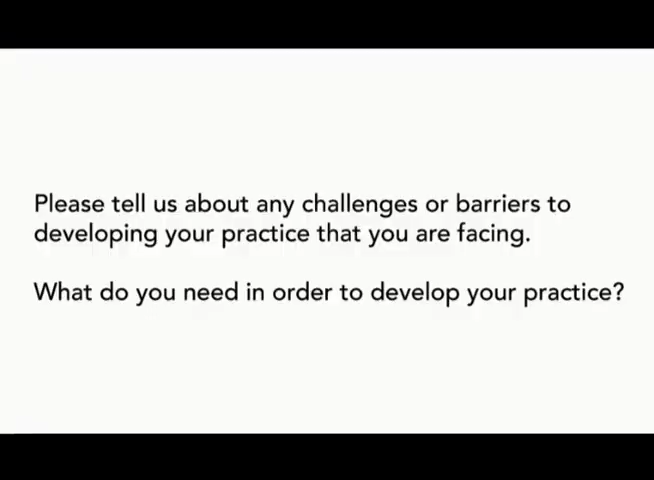 Please tell us about any challenges or barriers to
developing your practice that you are facing.
What do you need in order to develop your practice?